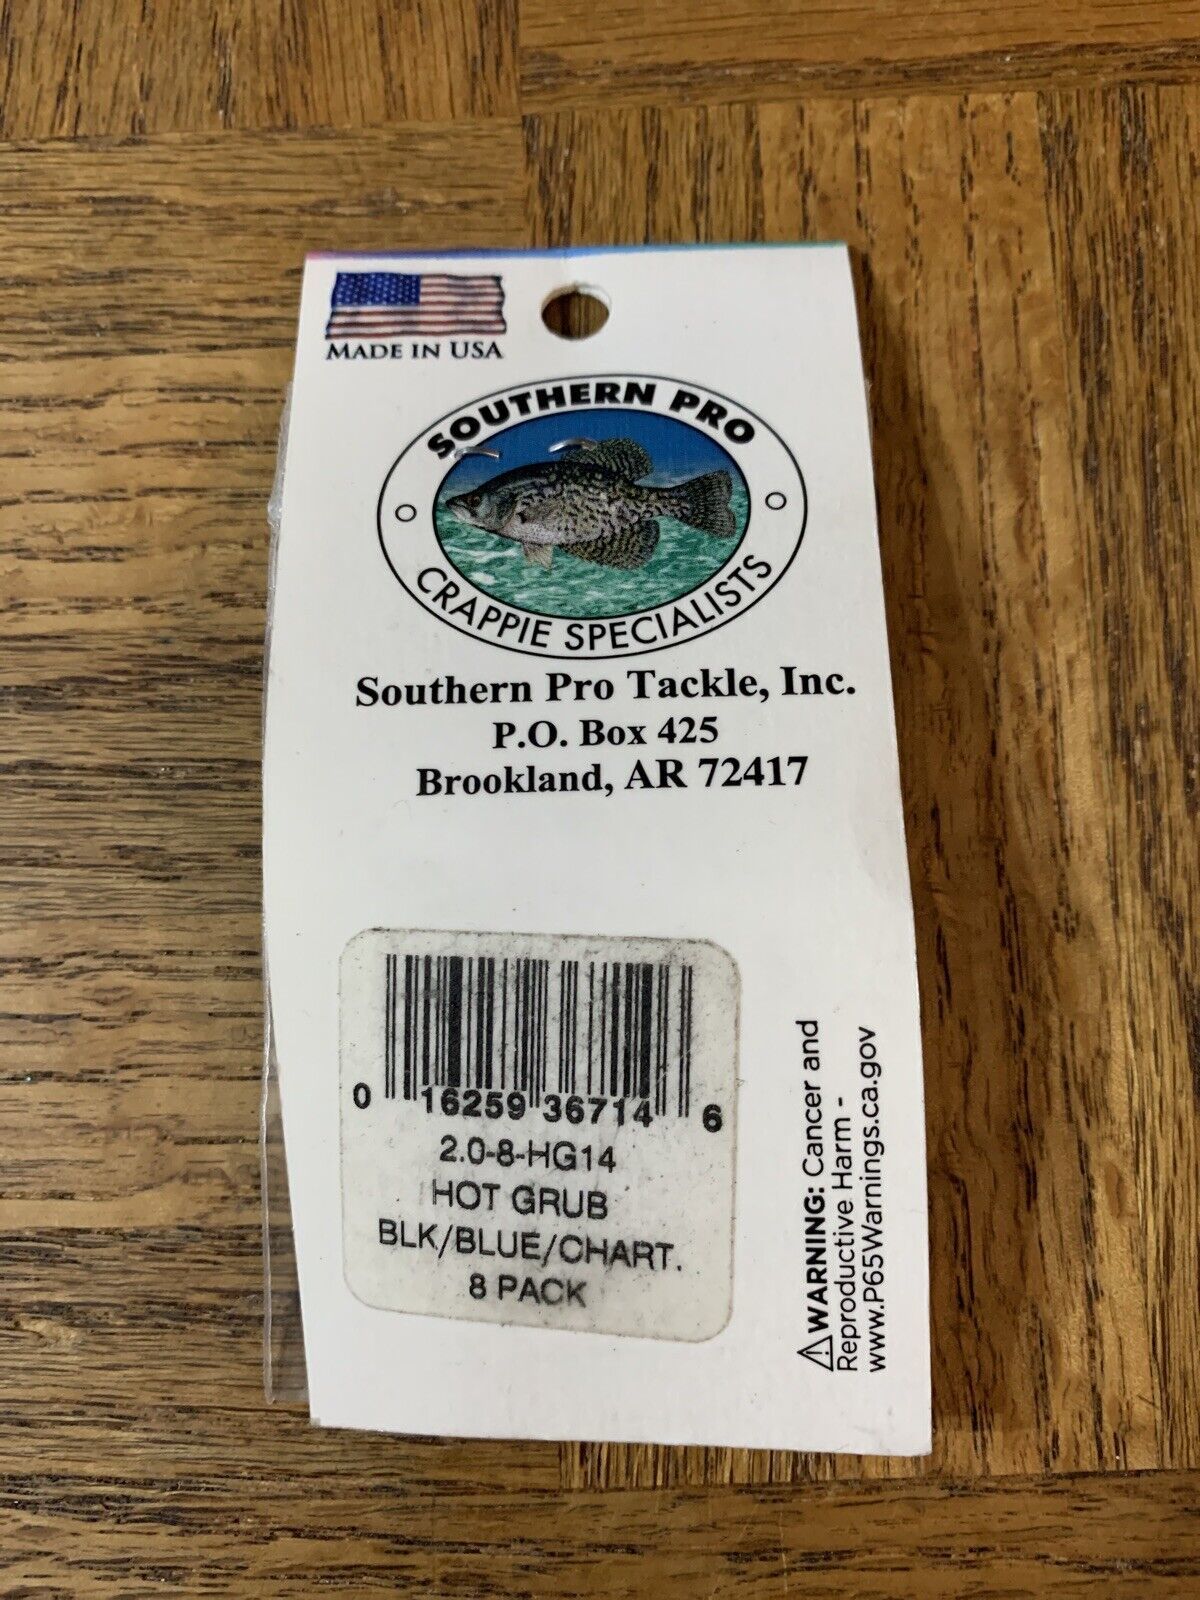 MADE IN USA
SOUTHERN PRO
CRAPPIE SPECIALISTS
Southern Pro Tackle, Inc.
P.O. Box 425
Brookland, AR 72417
0 16259 36714 6
2.0-8-HG14
HOT GRUB
BLK/BLUE/CHART.
8 PACK
⚠WARNING: Cancer and
Reproductive Harm -
www.P65Warnings.ca.gov